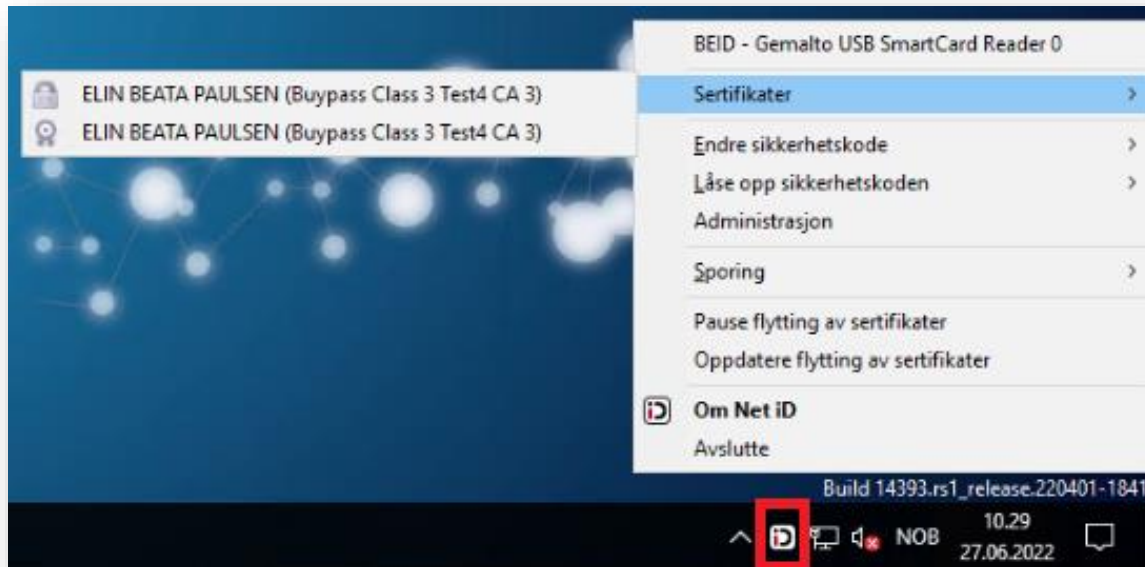 BEID - Gemalto USB SmartCard Reader 0
ELIN BEATA PAULSEN (Buypass Class 3 Test4 CA 3)
ELIN BEATA PAULSEN (Buypass Class 3 Test4 CA 3)
Sertifikater
Endre sikkerhetskode
Låse opp sikkerhetskoden
Administrasjon
Sporing
Pause flytting av sertifikater
Oppdatere flytting av sertifikater
iD Om Net iD
Avslutte
Build 14393.rs1_release.220401-1841
iD NOB 10.29
27.06.2022